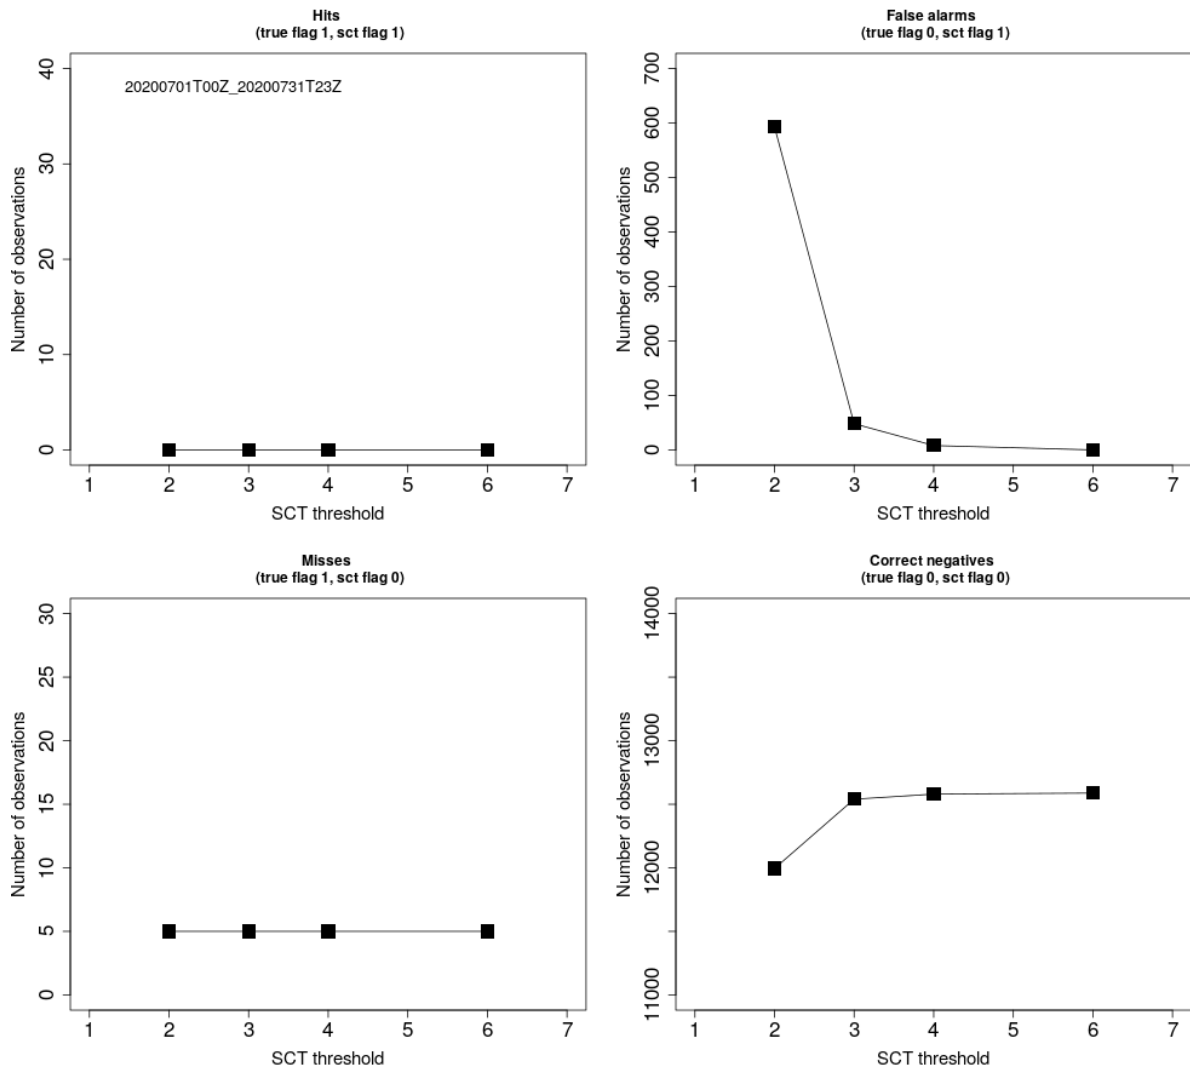 Hits
(true flag 1, sct flag 1)
20200701T00Z_20200731T23Z
Number of observations
40
30
20
10
0
1 2 3 4 5 6 7
SCT threshold
False alarms
(true flag 0, sct flag 1)
Number of observations
700
600
500
400
300
200
100
0
1 2 3 4 5 6 7
SCT threshold
Misses
(true flag 1, sct flag 0)
Number of observations
30
25
20
15
10
5
0
1 2 3 4 5 6 7
SCT threshold
Correct negatives
(true flag 0, sct flag 0)
Number of observations
14000
13000
12000
11000
1 2 3 4 5 6 7
SCT threshold